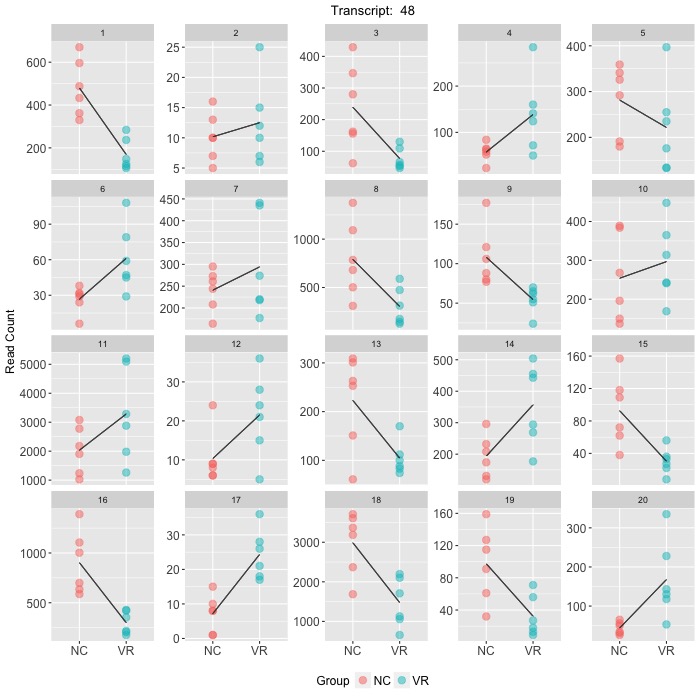 Transcript: 48
1 2 3 4 5
600 400 200
25 20 15 10 5
400 300 200 100
200 100
400 300 200
6 7 8 9 10
90 60 30
450 400 350 300 250 200
1000 500
150 100 50
400 300 200
Read Count
11 12 13 14 15
5000 4000 3000 2000 1000
30 20 10
300 200 100
500 400 300 200
160 120 80 40
16 17 18 19 20
1000 500
30 20 10 0
3000 2000 1000
160 120 80 40
300 200 100
NC VR NC VR NC VR NC VR NC VR
Group NC VR